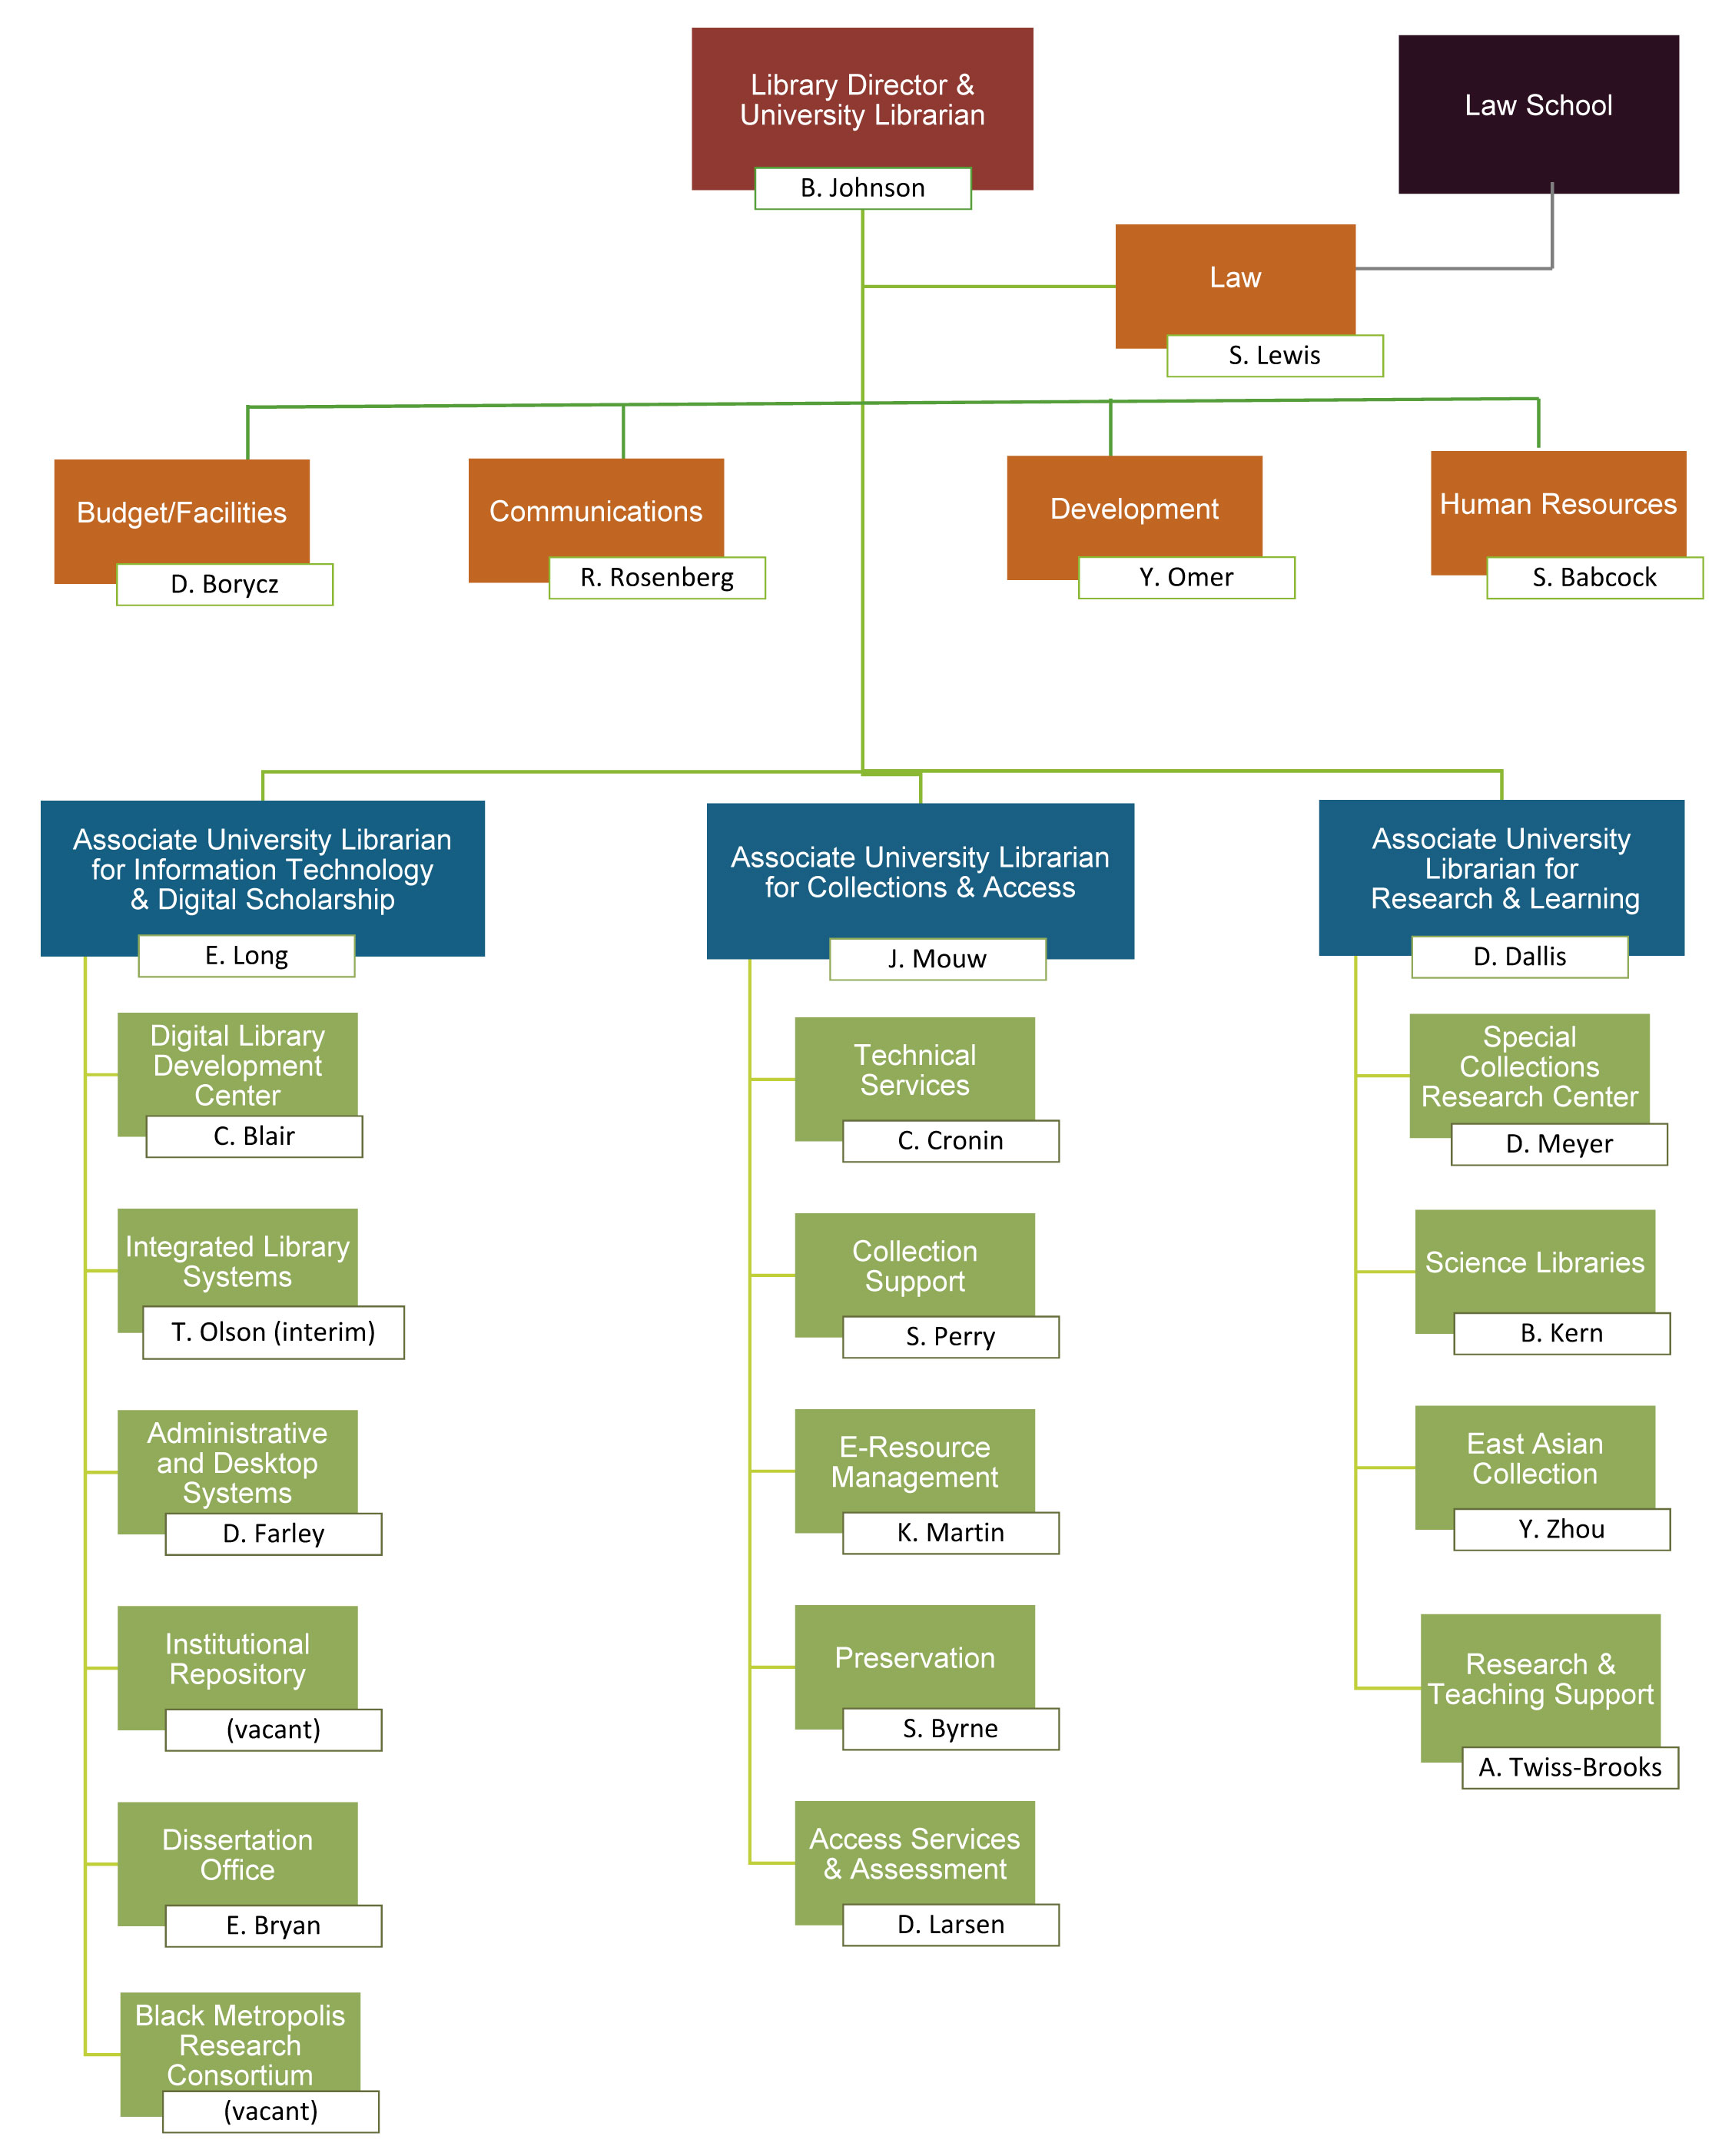 Library Director &
University Librarian
B. Johnson
Law School
Law
S. Lewis
Budget/Facilities
D. Borycz
Communications
R. Rosenberg
Development
Y. Omer
Human Resources
S. Babcock
Associate University Librarian
for Information Technology
& Digital Scholarship
E. Long
Digital Library
Development
Center
C. Blair
Integrated Library
Systems
T. Olson (interim)
Administrative
and Desktop
Systems
D. Farley
Institutional
Repository
(vacant)
Dissertation
Office
E. Bryan
Black Metropolis
Research
Consortium
(vacant)
Associate University Librarian
for Collections & Access
J. Mouw
Technical
Services
C. Cronin
Collection
Support
S. Perry
E-Resource
Management
K. Martin
Preservation
S. Byrne
Access Services
& Assessment
D. Larsen
Associate University
Librarian for
Research & Learning
D. Dallis
Special
Collections
Research Center
D. Meyer
Science Libraries
B. Kern
East Asian
Collection
Y. Zhou
Research &
Teaching Support
A. Twiss-Brooks